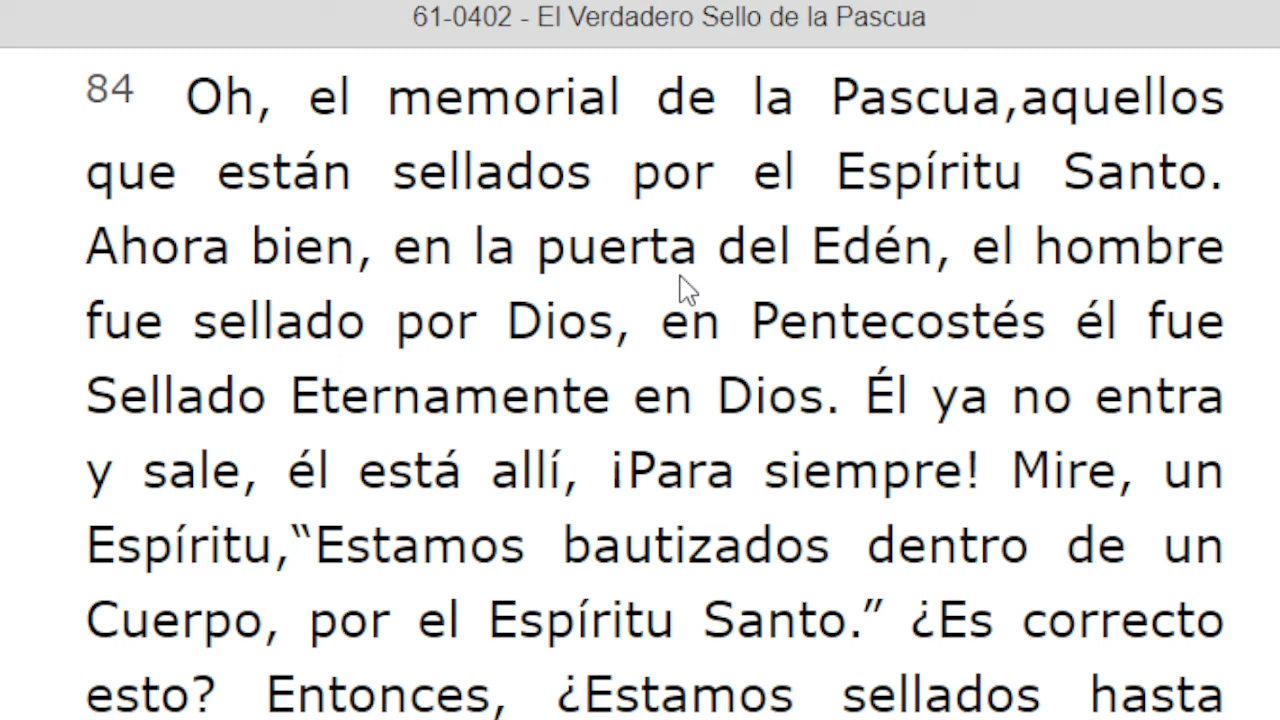 61-0402 - El Verdadero Sello de la Pascua
84 Oh, el memorial de la Pascua,aquellos
que están sellados por el Espíritu Santo.
Ahora bien, en la puerta del Edén, el hombre
fue sellado por Dios, en Pentecostés él fue
Sellado Eternamente en Dios. Él ya no entra
y sale, él está allí, ¡Para siempre! Mire, un
Espíritu,“Estamos bautizados dentro de un
Cuerpo, por el Espíritu Santo.” ¿Es correcto
esto? Entonces, ¿Estamos sellados hasta